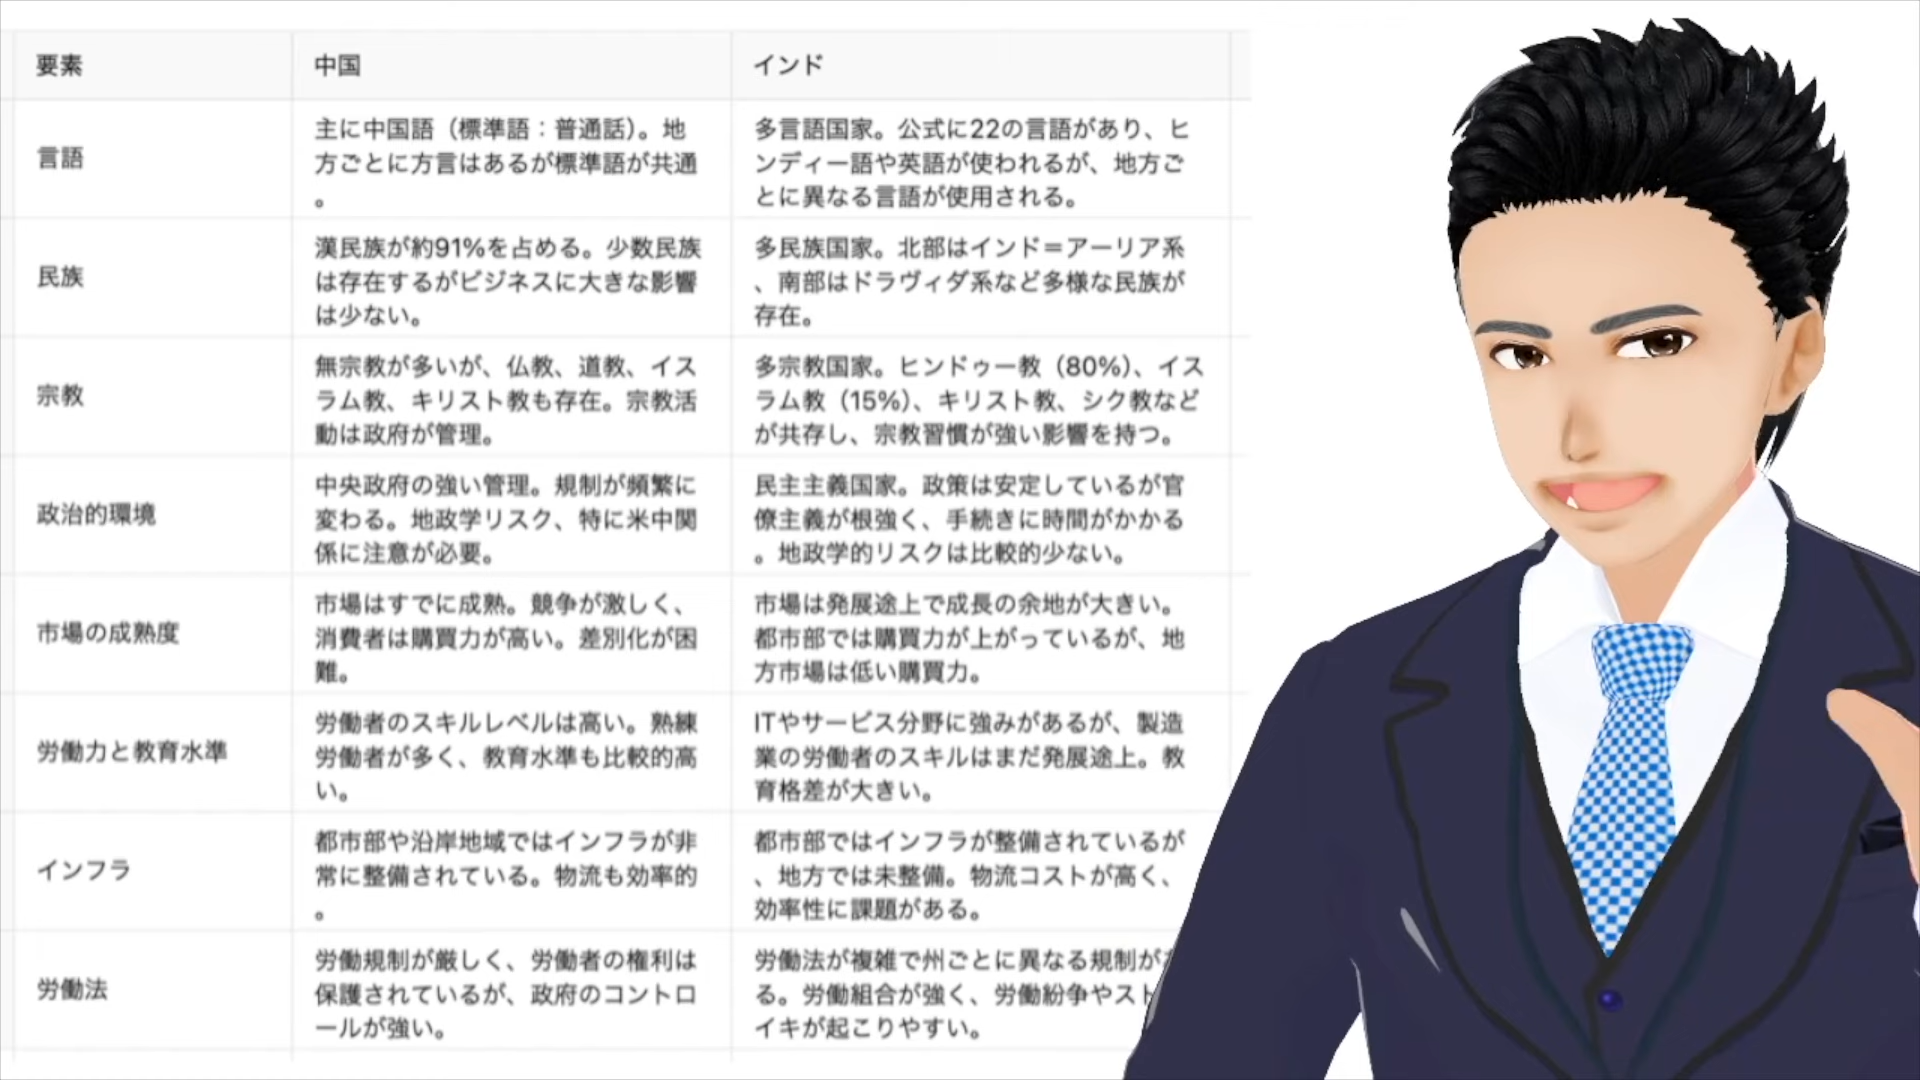 要素
中国
インド
言語
主に中国語（標準語：普通話）。地
方ごとに方言はあるが標準語が共通
。
多言語国家。公式に22の言語があり、ヒ
ンディー語や英語が使われるが、地方ご
とに異なる言語が使用される。
民族
漢民族が約91%を占める。少数民族
は存在するがビジネスに大きな影響
は少ない。
多民族国家。北部はインド＝アーリア系
、南部はドラヴィダ系など多様な民族が
存在。
宗教
無宗教が多いが、仏教、道教、イス
ラム教、キリスト教も存在。宗教活
動は政府が管理。
多宗教国家。ヒンドゥー教（80%）、イス
ラム教（15%）、キリスト教、シク教など
が共存し、宗教習慣が強い影響を持つ。
政治的環境
中央政府の強い管理。規制が頻繁に
変わる。地政学リスク、特に米中関
係に注意が必要。
民主主義国家。政策は安定しているが官
僚主義が根強く、手続きに時間がかかる
。地政学的リスクは比較的少ない。
市場の成熟度
市場はすでに成熟。競争が激しく、
消費者は購買力が高い。差別化が困
難。
市場は発展途上で成長の余地が大きい。
都市部では購買力が上がっているが、地
方市場は低い購買力。
労働力と教育水準
労働者のスキルレベルは高い。熟練
労働者が多く、教育水準も比較的高
い。
ITやサービス分野に強みがあるが、製造
業の労働者のスキルはまだ発展途上。教
育格差が大きい。
インフラ
都市部や沿岸地域ではインフラが非
常に整備されている。物流も効率的
。
都市部ではインフラが整備されているが
、地方では未整備。物流コストが高く、
効率性に課題がある。
労働法
労働規制が厳しく、労働者の権利は
保護されているが、政府のコントロ
ールが強い。
労働法が複雑で州ごとに異なる規制があ
る。労働組合が強く、労働紛争やスト
イキが起こりやすい。